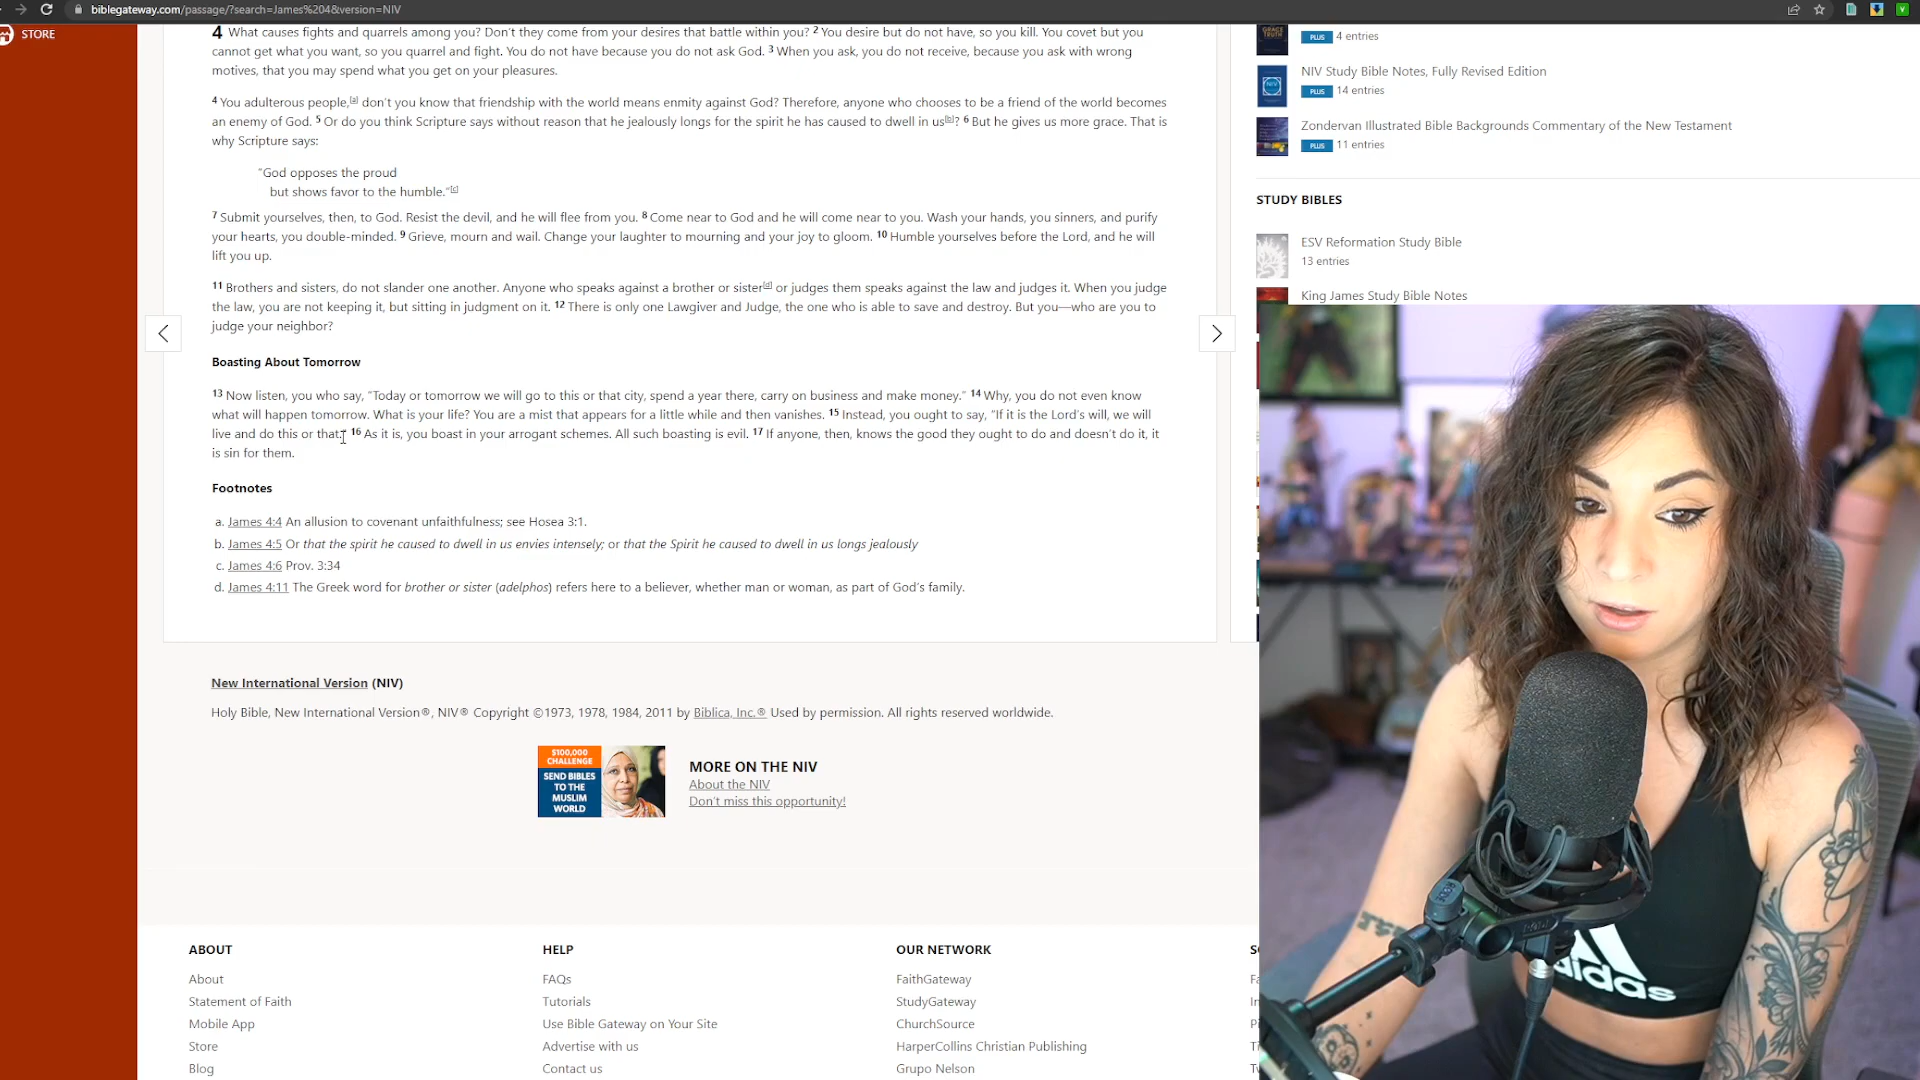 biblegateway.com/passage/?search=James%204&version=NIV
STORE
4 What causes fights and quarrels among you? Don't they come from your desires that battle within you? 2 You desire but do not have, so you kill. You covet but you
cannot get what you want, so you quarrel and fight. You do not have because you do not ask God. 3 When you ask, you do not receive, because you ask with wrong
motives, that you may spend what you get on your pleasures.
4 You adulterous people,[a] don't you know that friendship with the world means enmity against God? Therefore, anyone who chooses to be a friend of the world becomes
an enemy of God. 5 Or do you think Scripture says without reason that he jealously longs for the spirit he has caused to dwell in us[b]? 6 But he gives us more grace. That is
why Scripture says:
"God opposes the proud
but shows favor to the humble."[c]
7 Submit yourselves, then, to God. Resist the devil, and he will flee from you. 8 Come near to God and he will come near to you. Wash your hands, you sinners, and purify
your hearts, you double-minded. 9 Grieve, mourn and wail. Change your laughter to mourning and your joy to gloom. 10 Humble yourselves before the Lord, and he will
lift you up.
11 Brothers and sisters, do not slander one another. Anyone who speaks against a brother or sister[d] or judges them speaks against the law and judges it. When you judge
the law, you are not keeping it, but sitting in judgment on it. 12 There is only one Lawgiver and Judge, the one who is able to save and destroy. But you—who are you to
judge your neighbor?
Boasting About Tomorrow
13 Now listen, you who say, "Today or tomorrow we will go to this or that city, spend a year there, carry on business and make money." 14 Why, you do not even know
what will happen tomorrow. What is your life? You are a mist that appears for a little while and then vanishes. 15 Instead, you ought to say, "If it is the Lord's will, we will
live and do this or that." 16 As it is, you boast in your arrogant schemes. All such boasting is evil. 17 If anyone, then, knows the good they ought to do and doesn't do it, it
is sin for them.
Footnotes
a. James 4:4 An allusion to covenant unfaithfulness; see Hosea 3:1.
b. James 4:5 Or that the spirit he caused to dwell in us envies intensely; or that the Spirit he caused to dwell in us longs jealously
c. James 4:6 Prov. 3:34
d. James 4:11 The Greek word for brother or sister (adelphos) refers here to a believer, whether man or woman, as part of God's family.
New International Version (NIV)
Holy Bible, New International Version®, NIV® Copyright ©1973, 1978, 1984, 2011 by Biblica, Inc.® Used by permission. All rights reserved worldwide.
$100,000
CHALLENGE
SEND BIBLES
TO THE
MUSLIM
WORLD
MORE ON THE NIV
About the NIV
Don't miss this opportunity!
ABOUT
About
Statement of Faith
Mobile App
Store
Blog
HELP
FAQs
Tutorials
Use Bible Gateway on Your Site
Advertise with us
Contact us
OUR NETWORK
FaithGateway
StudyGateway
ChurchSource
HarperCollins Christian Publishing
Grupo Nelson
PLUS 4 entries
NIV Study Bible Notes, Fully Revised Edition
PLUS 14 entries
Zondervan Illustrated Bible Backgrounds Commentary of the New Testament
PLUS 11 entries
STUDY BIBLES
ESV Reformation Study Bible
13 entries
King James Study Bible Notes
adidas